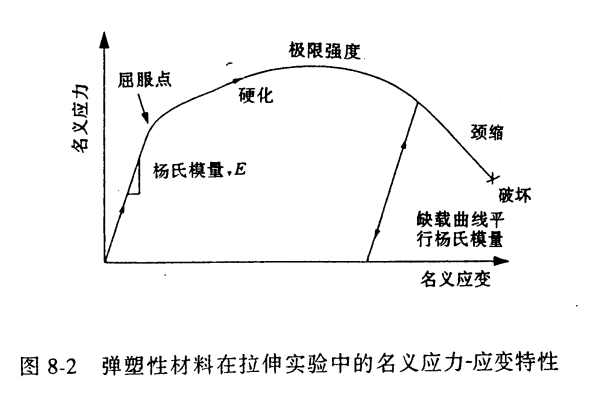 极限强度
屈服点
硬化
名义应力
颈缩
杨氏模量,E
破坏
缺载曲线平
行杨氏模量
名义应变
图 8-2 弹塑性材料在拉伸实验中的名义应力-应变特性